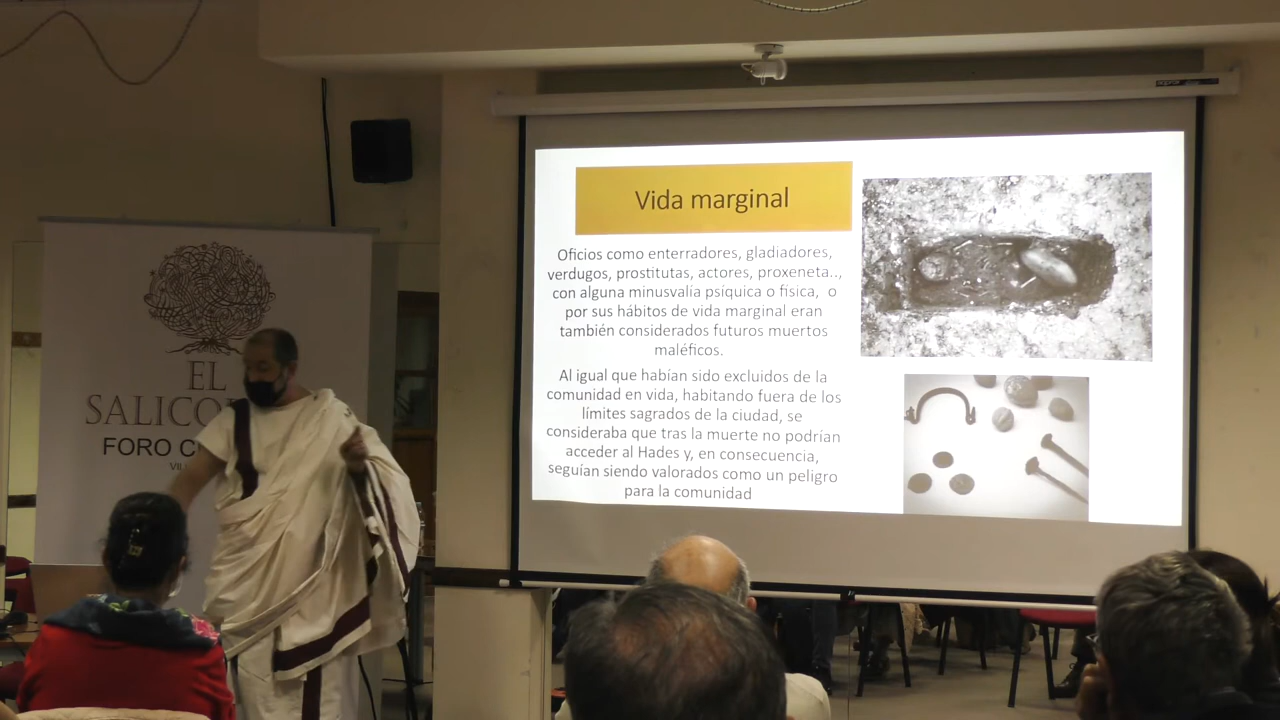 EL
FORO
Vida marginal
Oficios como enterradores, gladiadores,
verdugos, prostitutas, actores, proxeneta..,
con alguna minusvalía psiquica o física, o
por sus hábitos de vida marginal eran
también considerados futuros muertos
maléficos.
Al igual que habían sido excluidos de la
comunidad en vida, habitando fuera de los
límites sagrados de la ciudad, se
consideraba que tras la muerte no podrían
acceder al Hades y, en consecuencia,
seguían siendo valorados como un peligro
para la comunidad